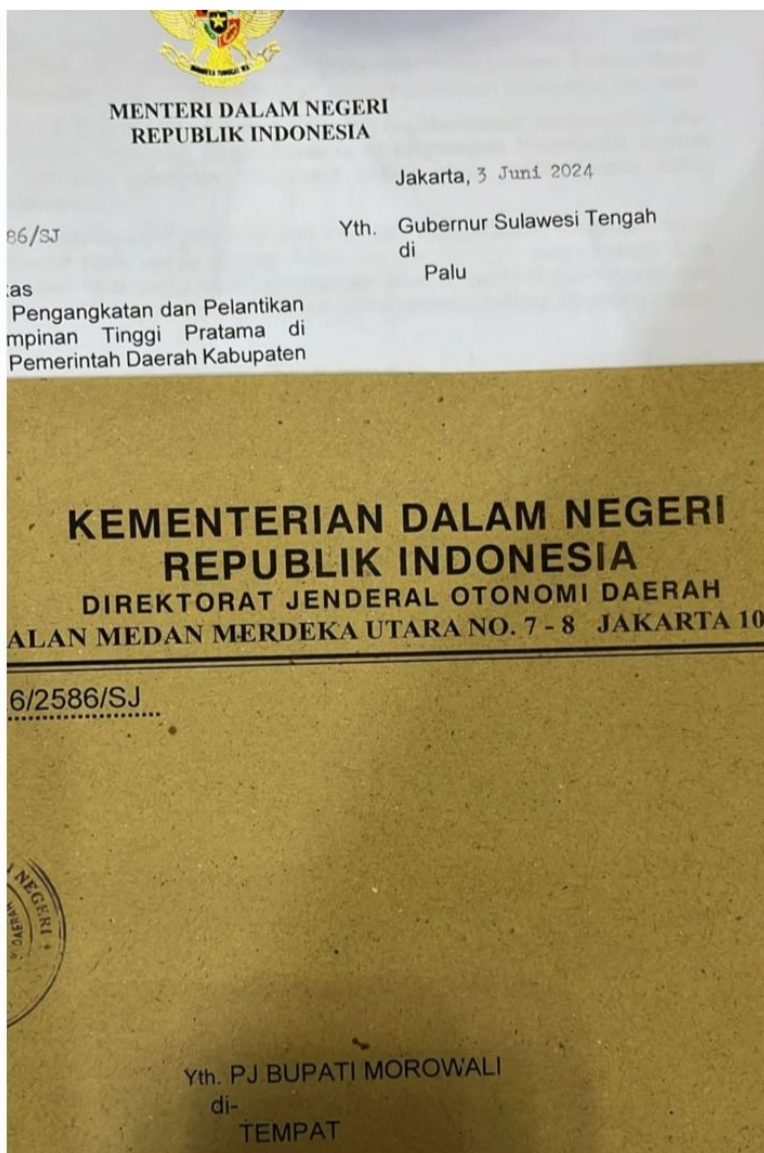 MENTERI DALAM NEGERI
REPUBLIK INDONESIA
Jakarta, 3 Juni 2024
86/SJ
Yth. Gubernur Sulawesi Tengah
di
Palu
as
Pengangkatan dan Pelantikan
mpinan Tinggi Pratama di
Pemerintah Daerah Kabupaten
KEMENTERIAN DALAM NEGERI
REPUBLIK INDONESIA
DIREKTORAT JENDERAL OTONOMI DAERAH
ALAN MEDAN MERDEKA UTARA NO. 7 - 8 JAKARTA 10
6/2586/SJ
NEGERI
DAERAH
Yth. PJ BUPATI MOROWALI
di-
TEMPAT